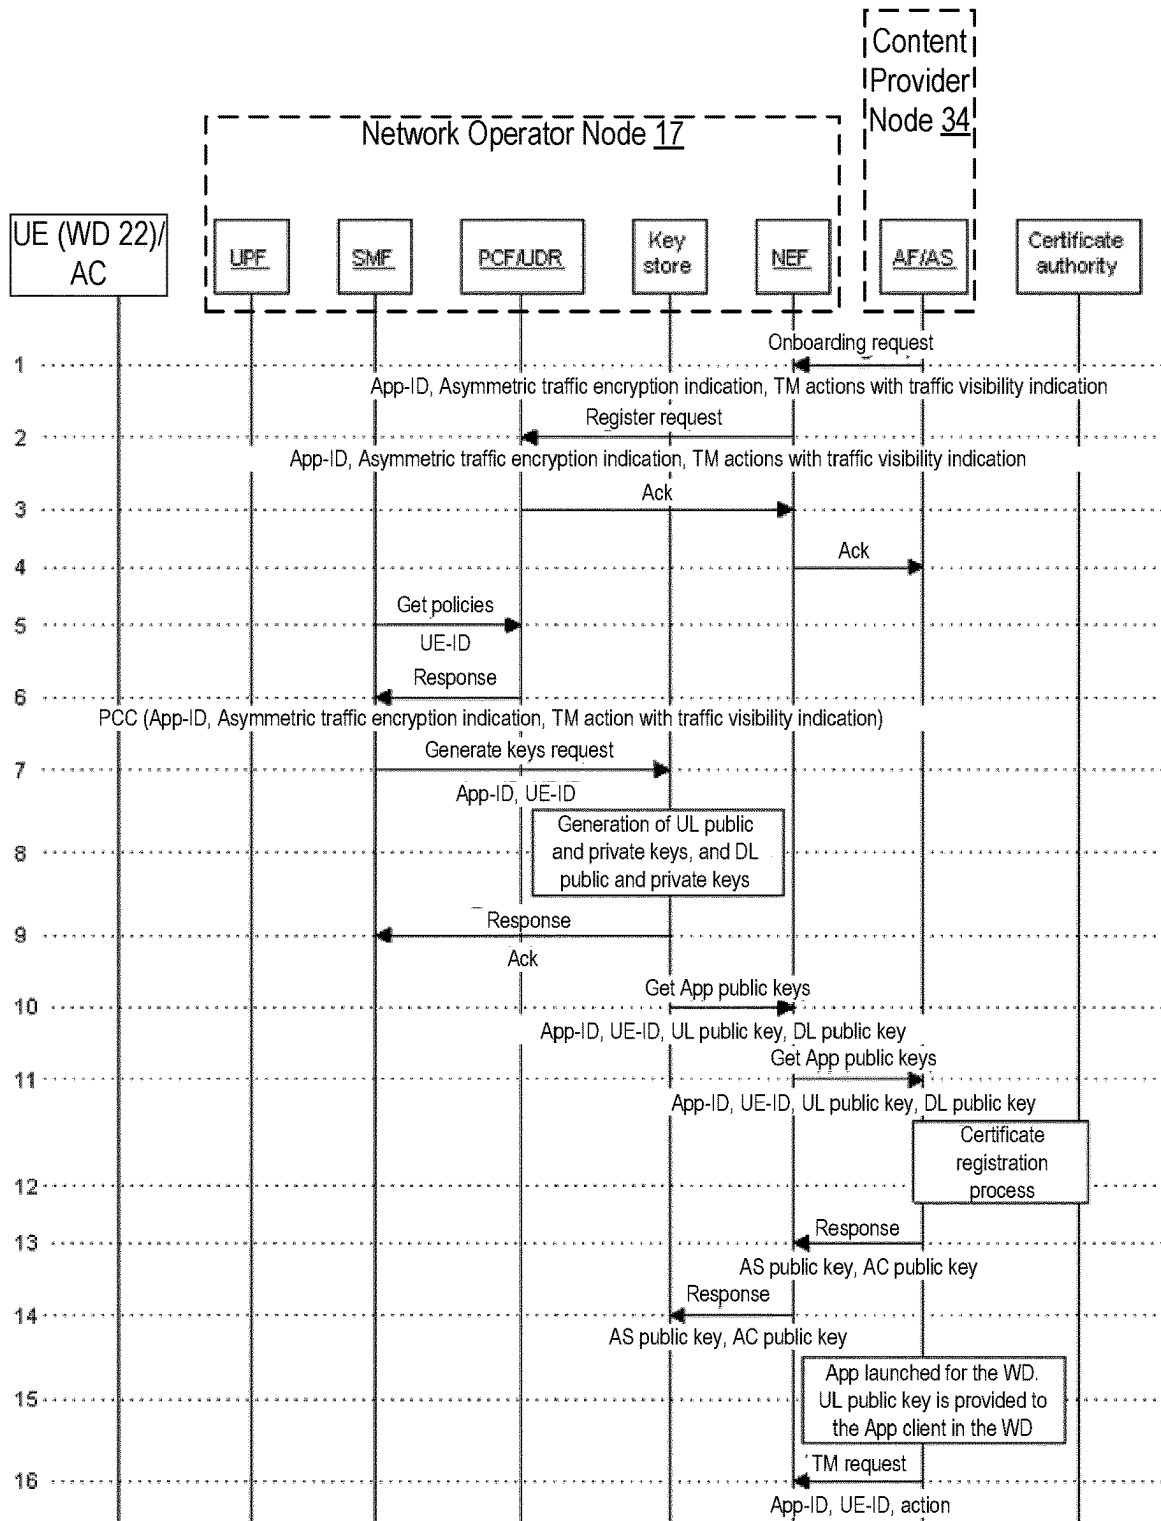 Content
Provider
Node 34
Network Operator Node 17
UE (WD 22)/
AC
UPF
SMF
PCF/UDR
Key
store
NEF
AF/AS
Certificate
authority
Onboarding request
1
App-ID, Asymmetric traffic encryption indication, TM actions with traffic visibility indication
Register request
2
App-ID, Asymmetric traffic encryption indication, TM actions with traffic visibility indication
Ack
3
Ack
4
Get policies
5
UE-ID
Response
6
PCC (App-ID, Asymmetric traffic encryption indication, TM action with traffic visibility indication)
Generate keys request
7
App-ID, UE-ID
Generation of UL public
and private keys, and DL
public and private keys
8
Response
9
Ack
Get App public keys
10
App-ID, UE-ID, UL public key, DL public key
Get App public keys
11
App-ID, UE-ID, UL public key, DL public key
Certificate
registration
process
12
Response
13
AS public key, AC public key
Response
14
AS public key, AC public key
App launched for the WD.
UL public key is provided to
the App client in the WD
15
TM request
16
App-ID, UE-ID, action